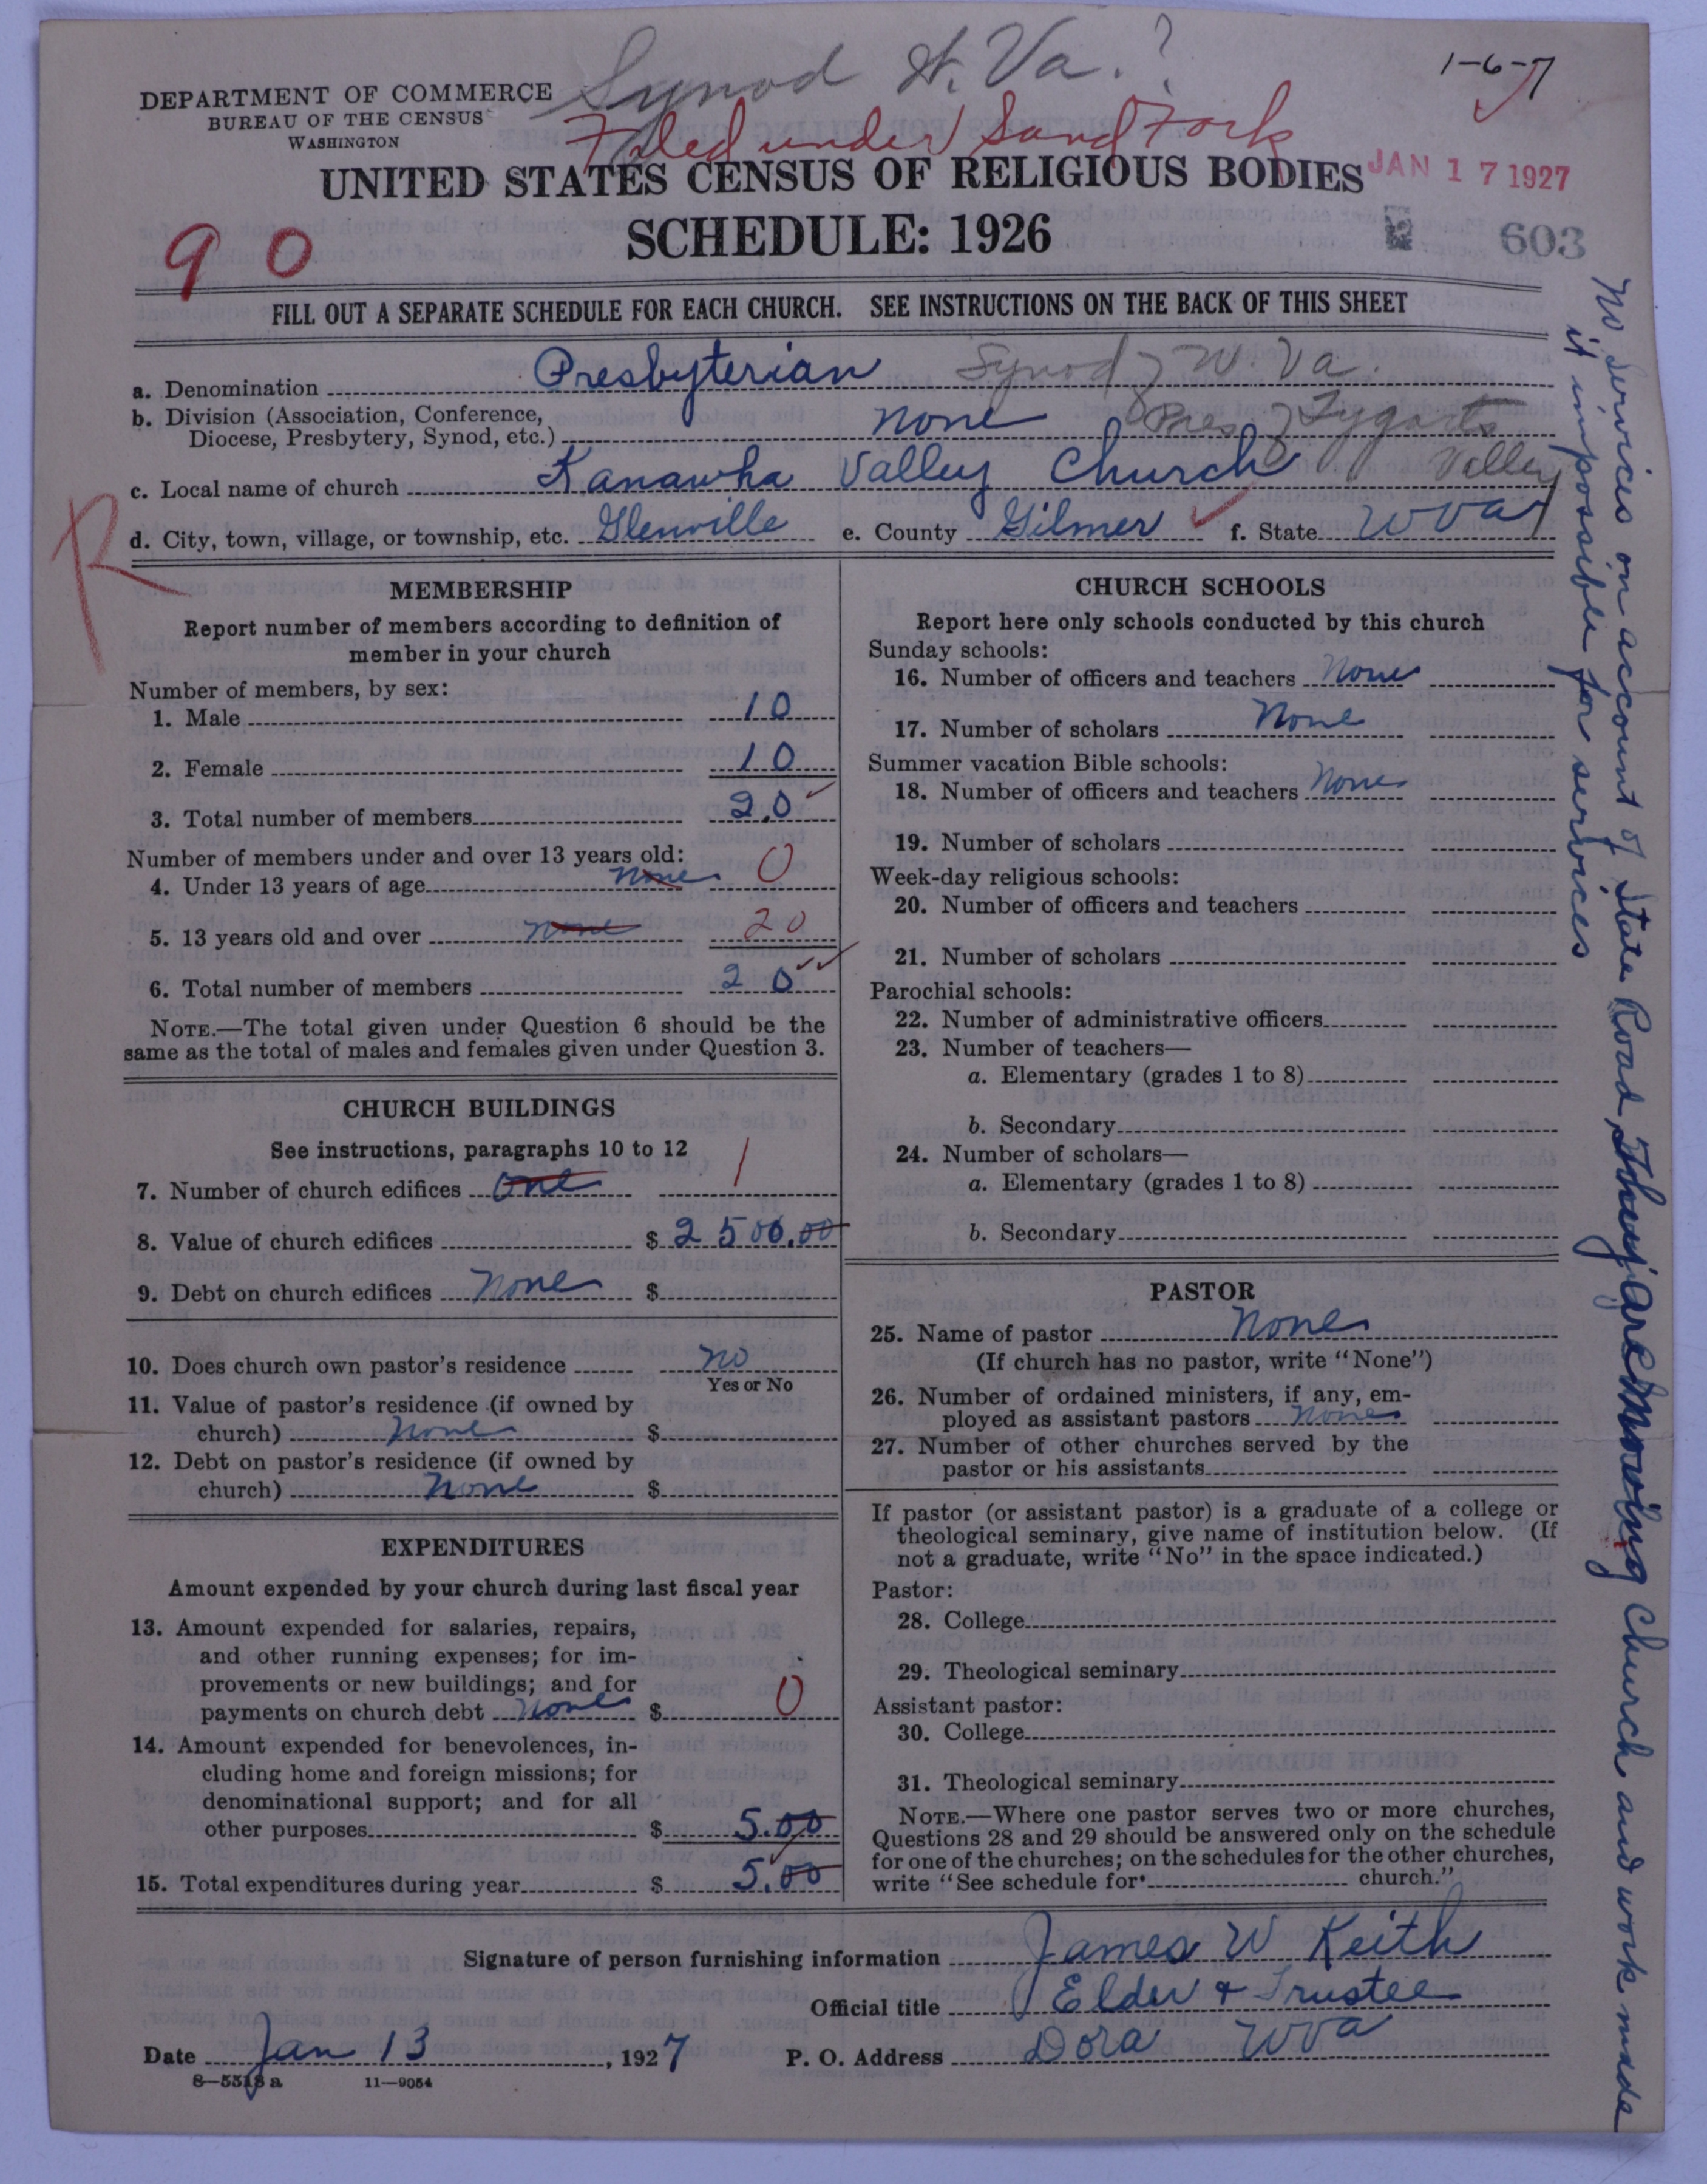 Synod W. Va.?
1-6-7
DEPARTMENT OF COMMERCE
BUREAU OF THE CENSUS
WASHINGTON
Filed under Sand Fork
UNITED STATES CENSUS OF RELIGIOUS BODIES
JAN 17 1927
SCHEDULE: 1926
603
90
FILL OUT A SEPARATE SCHEDULE FOR EACH CHURCH. SEE INSTRUCTIONS ON THE BACK OF THIS SHEET
a. Denomination Presbyterian Synod of W. Va.
b. Division (Association, Conference,
Diocese, Presbytery, Synod, etc.) none Pres of Tygarts
Valley
c. Local name of church Kanawha Valley Church
d. City, town, village, or township, etc. Glenville e. County Gilmer f. State W Va
R
MEMBERSHIP
Report number of members according to definition of
member in your church
Number of members, by sex:
1. Male 10
2. Female 10
3. Total number of members 20
Number of members under and over 13 years old:
4. Under 13 years of age none 0
5. 13 years old and over none 20
6. Total number of members 20
NOTE.—The total given under Question 6 should be the
same as the total of males and females given under Question 3.
CHURCH BUILDINGS
See instructions, paragraphs 10 to 12
7. Number of church edifices one 1
8. Value of church edifices $ 2500.00
9. Debt on church edifices None $
10. Does church own pastor's residence no
Yes or No
11. Value of pastor's residence (if owned by
church) None $
12. Debt on pastor's residence (if owned by
church) None $
EXPENDITURES
Amount expended by your church during last fiscal year
13. Amount expended for salaries, repairs,
and other running expenses; for im-
provements or new buildings; and for
payments on church debt None $ 0
14. Amount expended for benevolences, in-
cluding home and foreign missions; for
denominational support; and for all
other purposes $ 5.00
15. Total expenditures during year $ 5.00
CHURCH SCHOOLS
Report here only schools conducted by this church
Sunday schools:
16. Number of officers and teachers None
17. Number of scholars None
Summer vacation Bible schools:
18. Number of officers and teachers None
19. Number of scholars
Week-day religious schools:
20. Number of officers and teachers
21. Number of scholars
Parochial schools:
22. Number of administrative officers
23. Number of teachers—
a. Elementary (grades 1 to 8)
b. Secondary
24. Number of scholars—
a. Elementary (grades 1 to 8)
b. Secondary
PASTOR
25. Name of pastor None
(If church has no pastor, write "None")
26. Number of ordained ministers, if any, em-
ployed as assistant pastors None
27. Number of other churches served by the
pastor or his assistants
If pastor (or assistant pastor) is a graduate of a college or
theological seminary, give name of institution below. (If
not a graduate, write "No" in the space indicated.)
Pastor:
28. College
29. Theological seminary
Assistant pastor:
30. College
31. Theological seminary
NOTE.—Where one pastor serves two or more churches,
Questions 28 and 29 should be answered only on the schedule
for one of the churches; on the schedules for the other churches,
write "See schedule for church."
Signature of person furnishing information James W Keith
Official title Elder & Trustee
Date Jan 13, 1927 P. O. Address Dora W Va
8—5518 a 11—9054
No services on account of State Road, They are Moveing Church and work made
it impossible for services